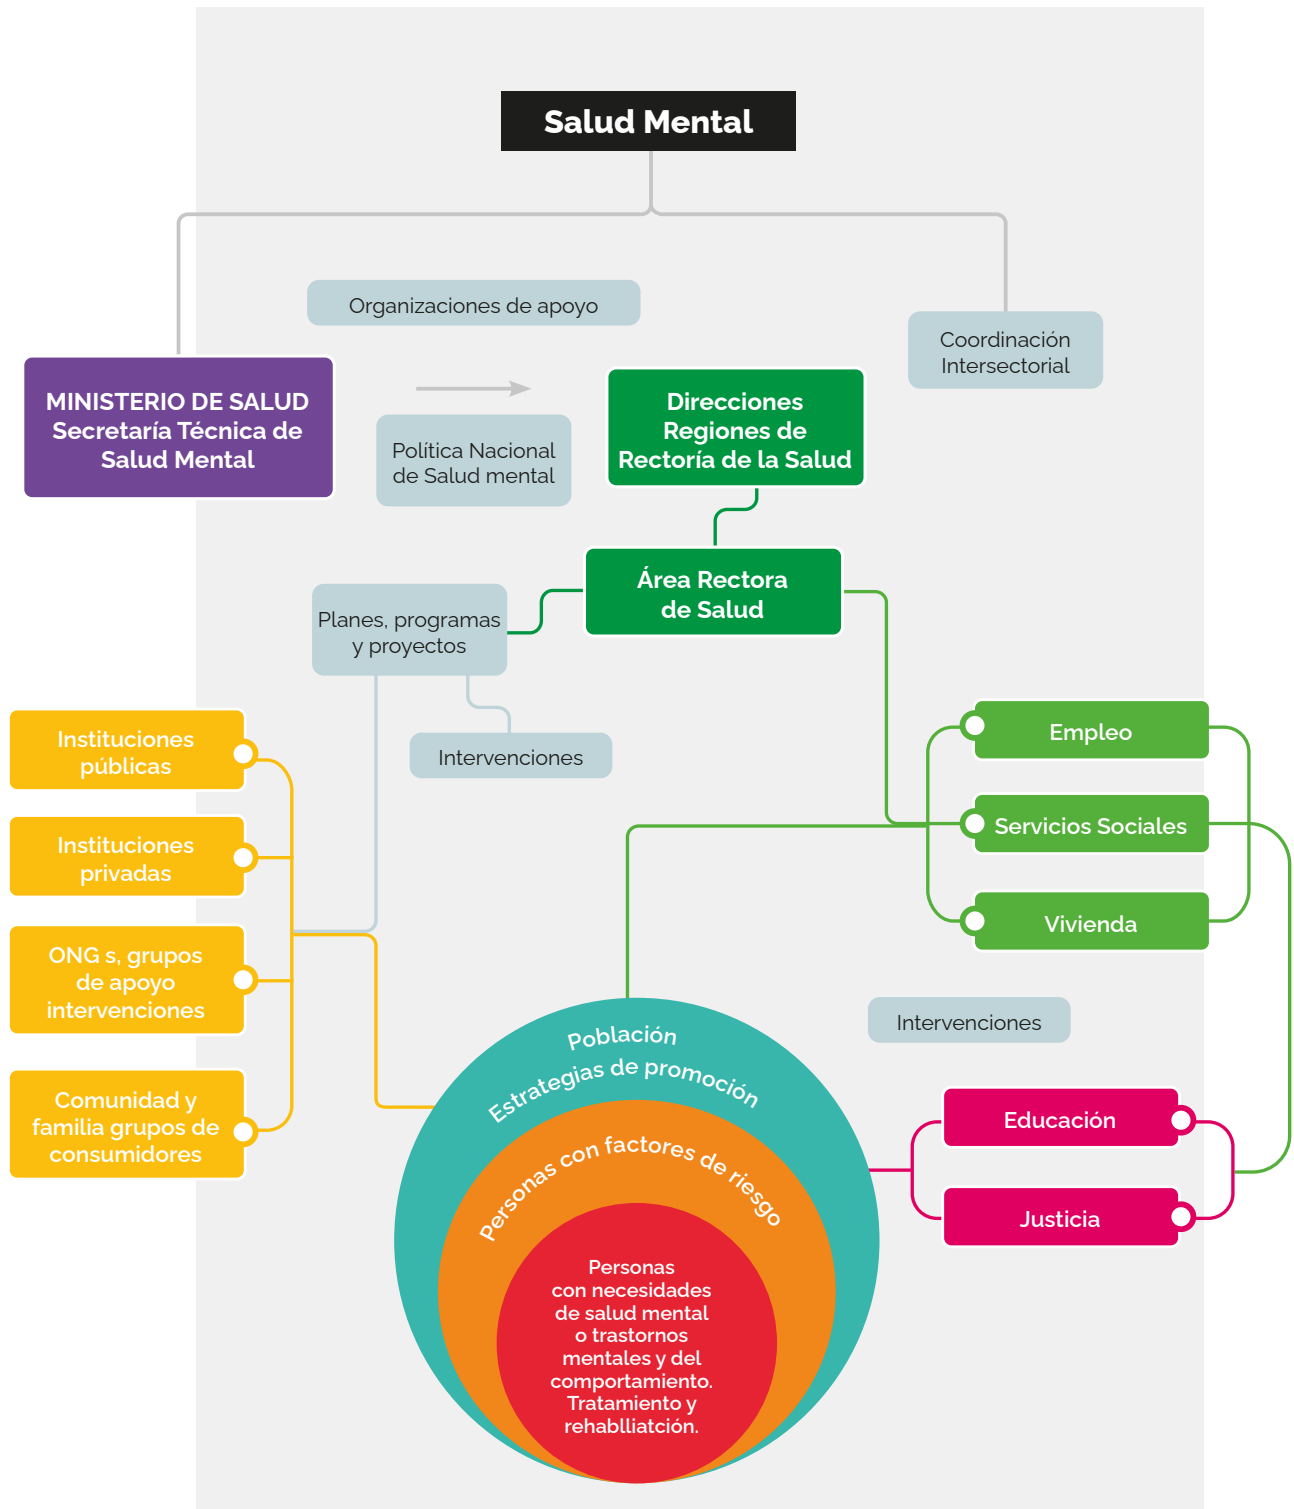 Salud Mental
Organizaciones de apoyo
Coordinación
Intersectorial
MINISTERIO DE SALUD
Secretaría Técnica de
Salud Mental
Política Nacional
de Salud mental
Direcciones
Regiones de
Rectoría de la Salud
Área Rectora
de Salud
Planes, programas
y proyectos
Intervenciones
Instituciones
públicas
Instituciones
privadas
ONG s, grupos
de apoyo
intervenciones
Comunidad y
familia grupos de
consumidores
Empleo
Servicios Sociales
Vivienda
Intervenciones
Educación
Justicia
Población
Estrategias de promoción
Personas con factores de riesgo
Personas
con necesidades
de salud mental
o trastornos
mentales y del
comportamiento.
Tratamiento y
rehablliatción.